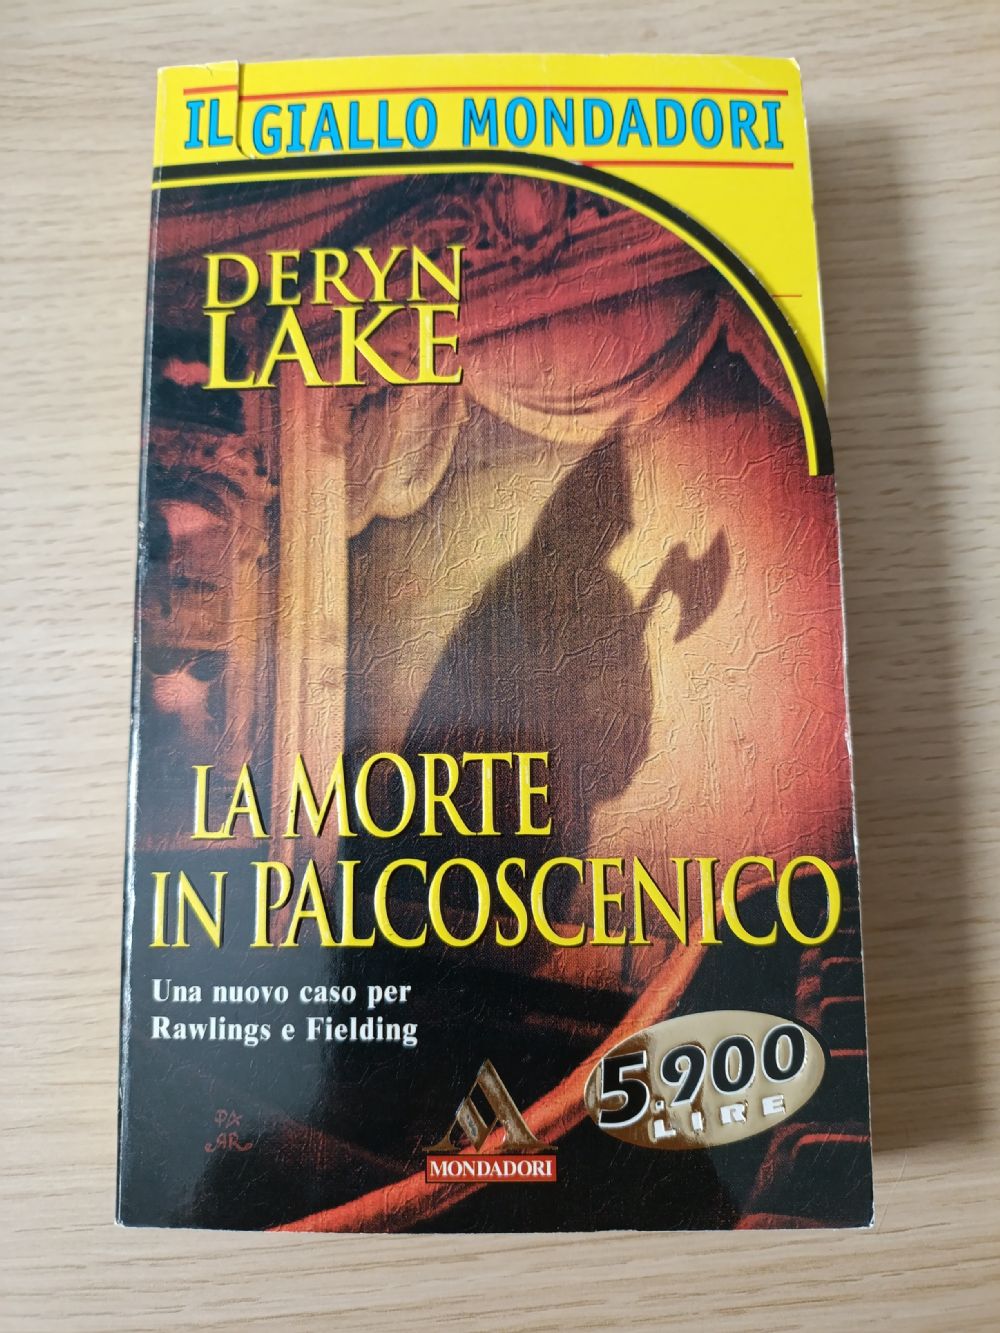 IL GIALLO MONDADORI
DERYN
LAKE
LA MORTE
IN PALCOSCENICO
Una nuovo caso per
Rawlings e Fielding
5.900
LIRE
MONDADORI